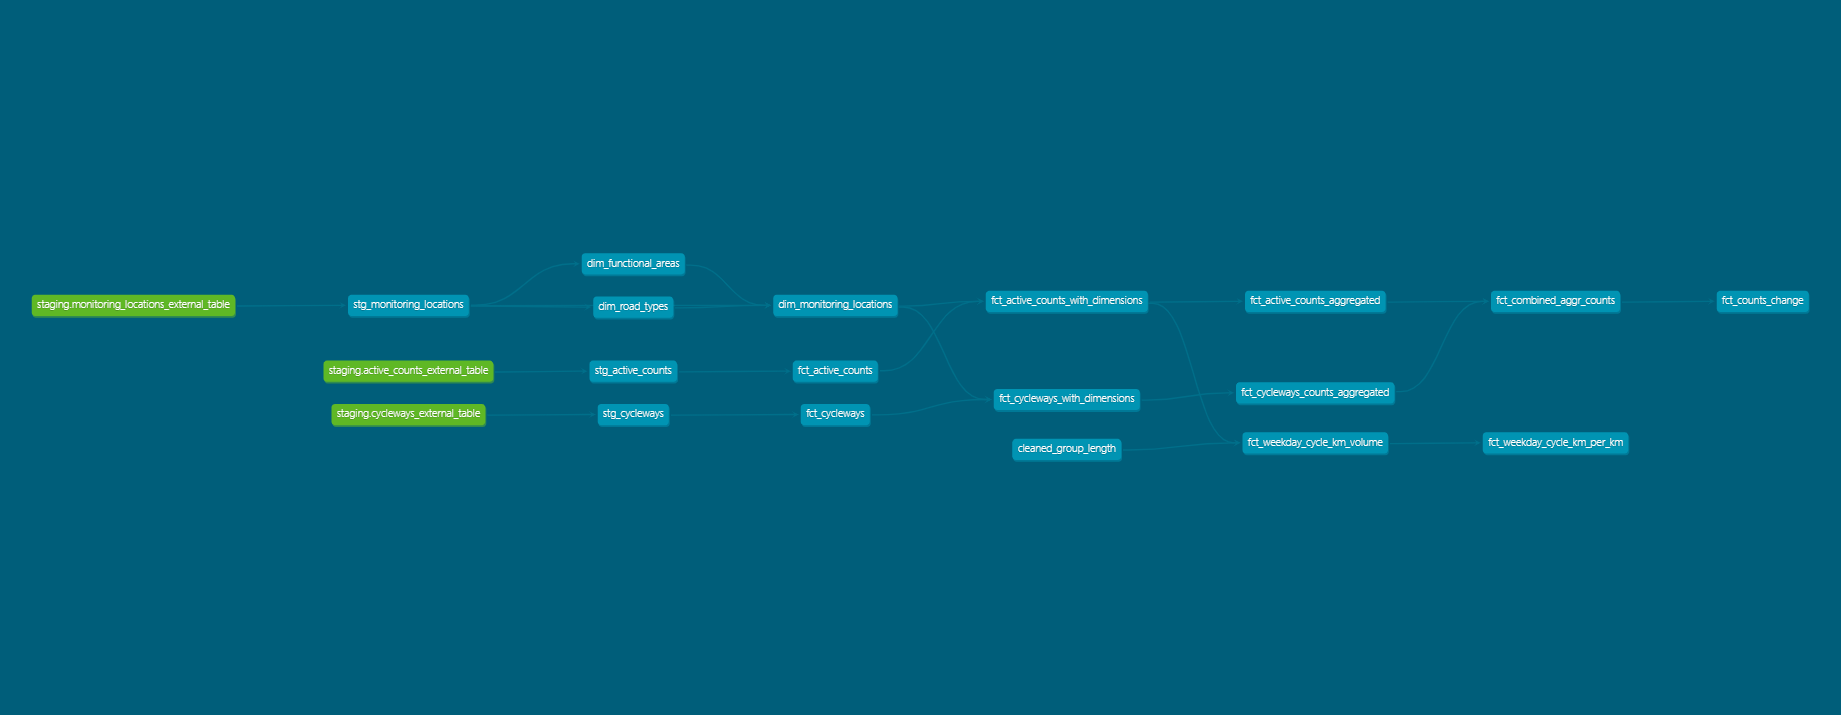 dim_functional_areas
staging.monitoring_locations_external_table
stg_monitoring_locations
dim_road_types
dim_monitoring_locations
fct_active_counts_with_dimensions
fct_active_counts_aggregated
fct_combined_aggr_counts
fct_counts_change
staging.active_counts_external_table
stg_active_counts
fct_active_counts
staging.cycleways_external_table
stg_cycleways
fct_cycleways
fct_cycleways_with_dimensions
fct_cycleways_counts_aggregated
cleaned_group_length
fct_weekday_cycle_km_volume
fct_weekday_cycle_km_per_km